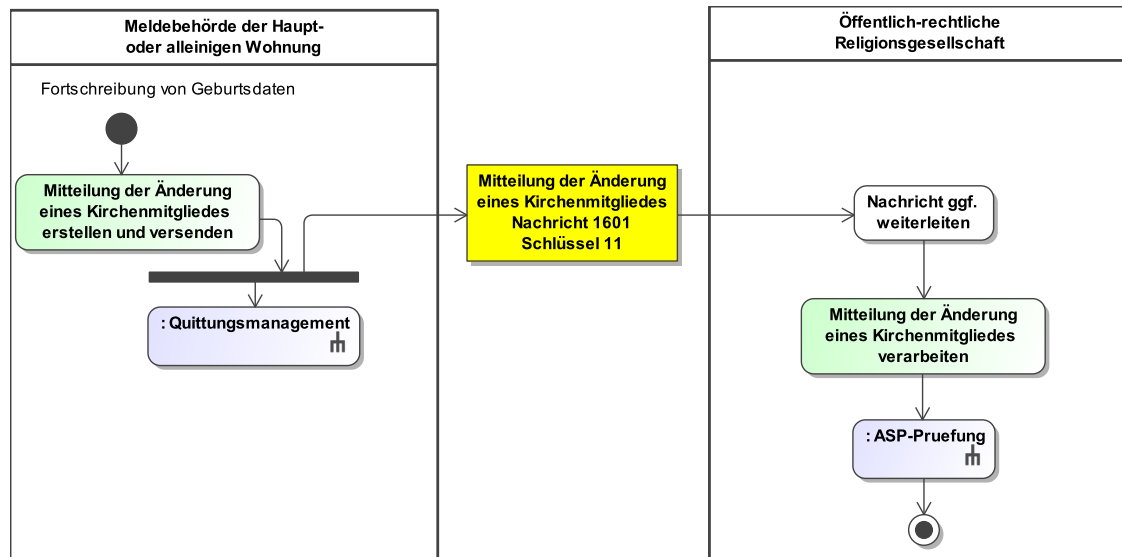 Meldebehörde der Haupt-
oder alleinigen Wohnung
Fortschreibung von Geburtsdaten
Mitteilung der Änderung
eines Kirchenmitgliedes
erstellen und versenden
: Quittungsmanagement
Mitteilung der Änderung
eines Kirchenmitgliedes
Nachricht 1601
Schlüssel 11
Öffentlich-rechtliche
Religionsgesellschaft
Nachricht ggf.
weiterleiten
Mitteilung der Änderung
eines Kirchenmitgliedes
verarbeiten
: ASP-Pruefung